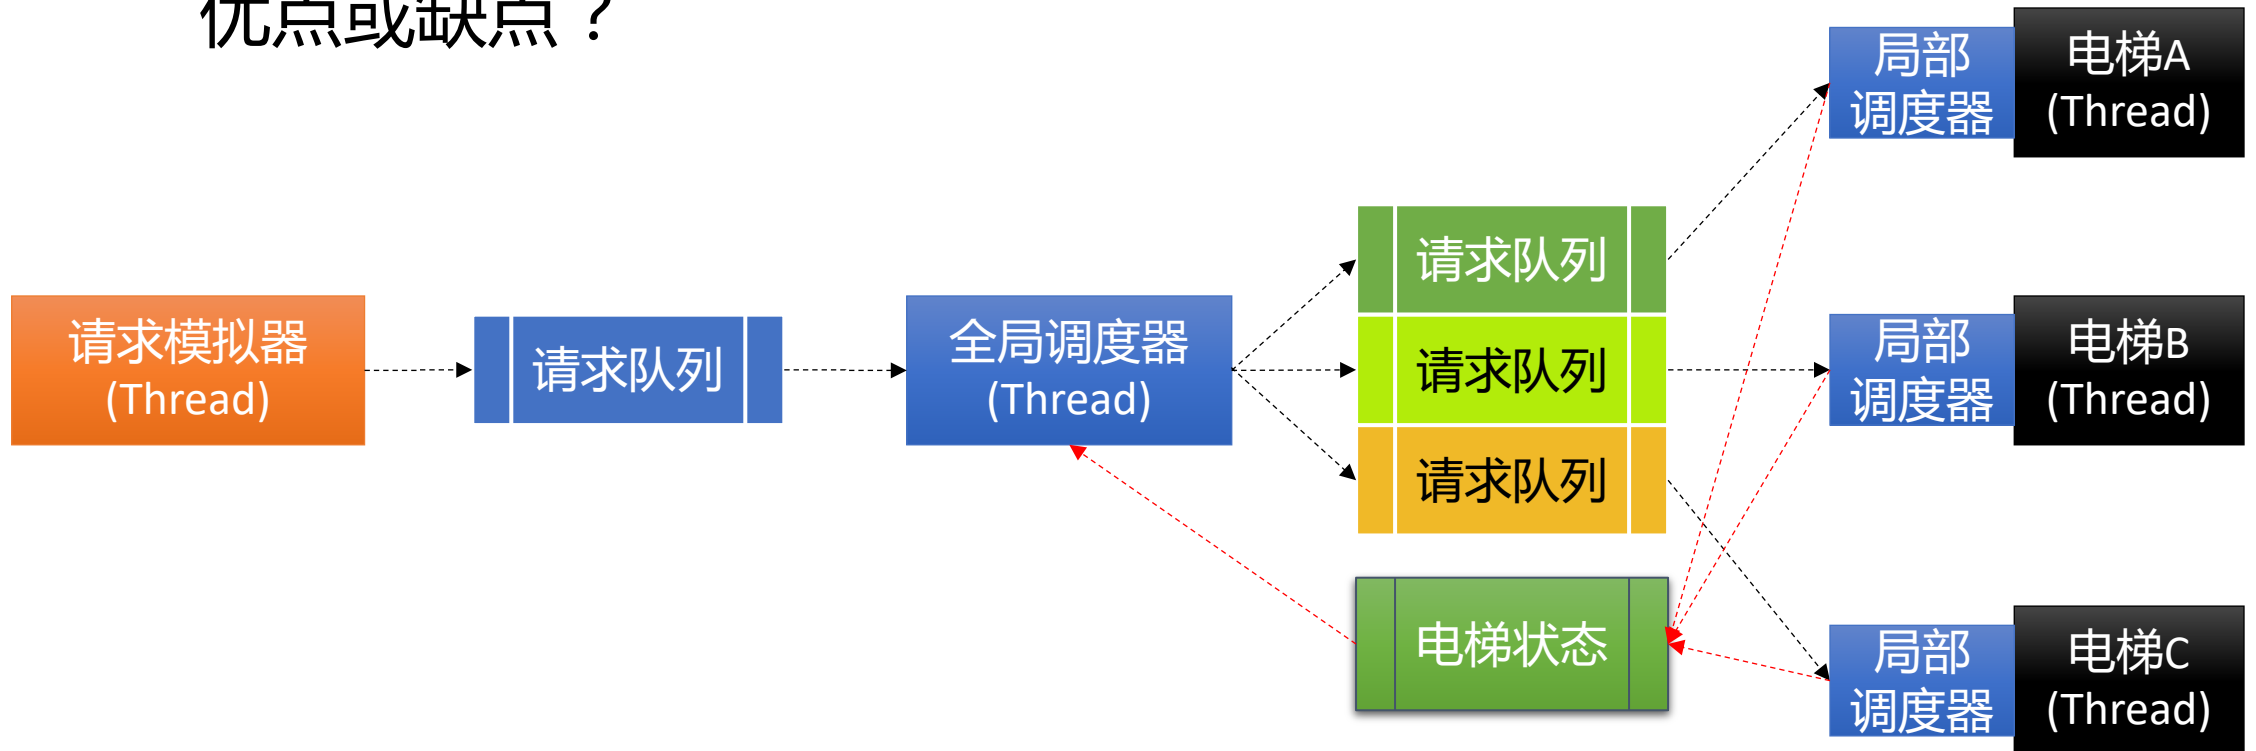 优点或缺点？
局部
调度器
电梯A
(Thread)
请求模拟器
(Thread)
请求队列
全局调度器
(Thread)
请求队列
请求队列
请求队列
局部
调度器
电梯B
(Thread)
电梯状态
局部
调度器
电梯C
(Thread)